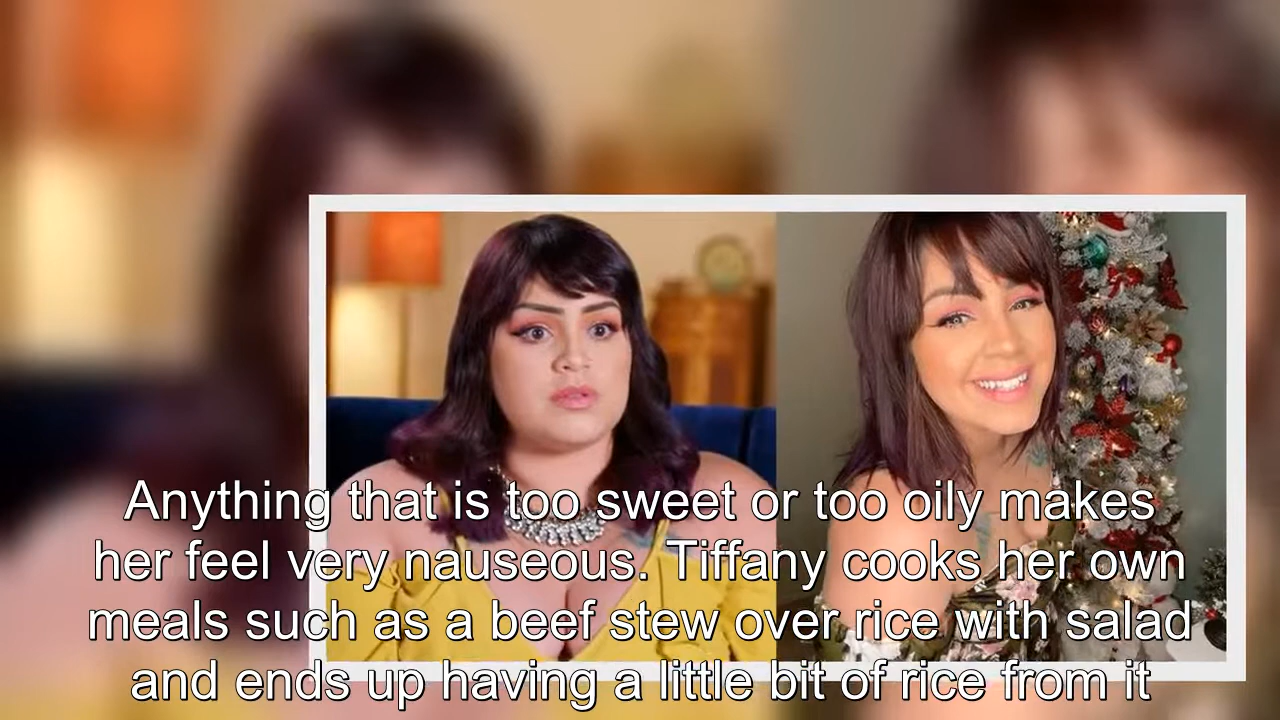 Anything that is too sweet or too oily makes
her feel very nauseous. Tiffany cooks her own
meals such as a beef stew over rice with salad
and ends up having a little bit of rice from it